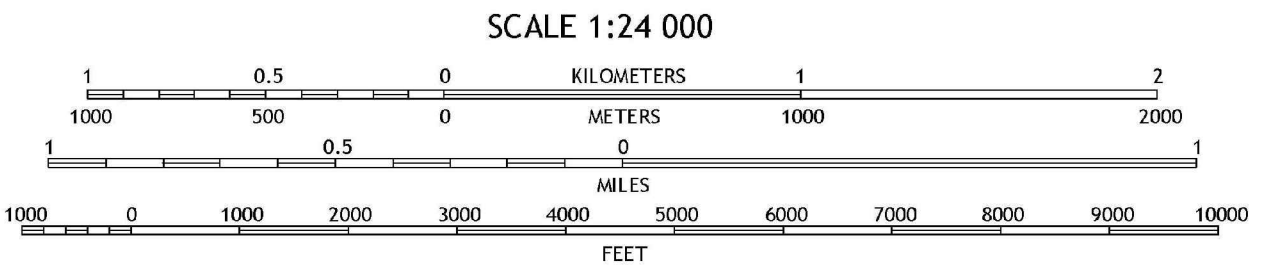 SCALE 1:24 000
1 0.5 0 KILOMETERS 1 2
1000 500 0 METERS 1000 2000
1 0.5 0 1
MILES
1000 0 1000 2000 3000 4000 5000 6000 7000 8000 9000 10000
FEET